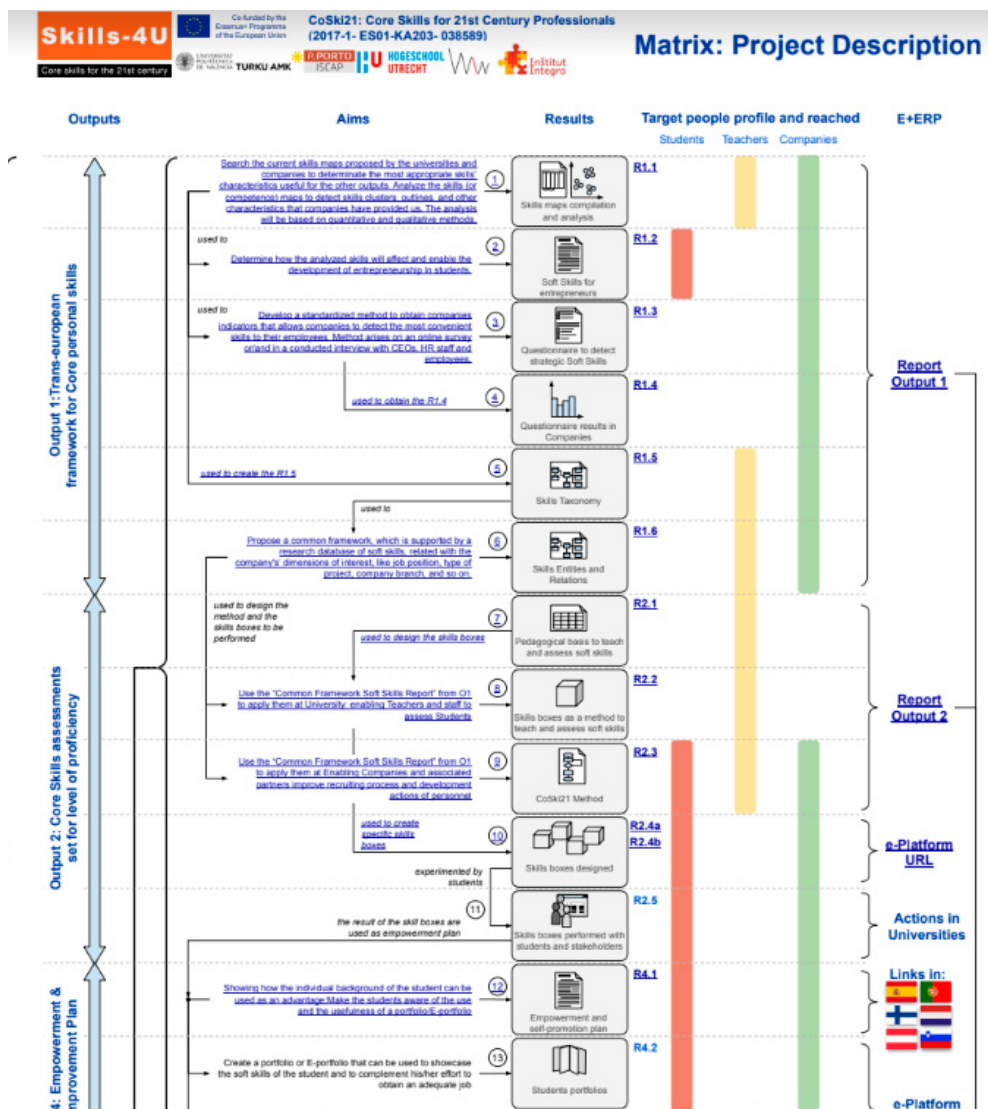 Skills-4U
Core skills for the 21st century
Co-funded by the
Erasmus+ Programme
of the European Union
CoSki21: Core Skills for 21st Century Professionals
(2017-1- ES01-KA203- 038589)
UNIVERSITAT
POLITÈCNICA
DE VALÈNCIA
TURKU AMK
P.PORTO
ISCAP
HOGESCHOOL
UTRECHT
Inštitut
Integra
Matrix: Project Description
Outputs
Aims
Results
Target people profile and reached
E+ERP
Students
Teachers
Companies
Output 1:Trans-european
framework for Core personal skills
Search the current skills maps proposed by the universities and
companies to determinate the most appropriate skills'
characteristics useful for the other outputs. Analyze the skills (or
competence) maps to detect skills clusters, outlines, and other
characteristics that companies have provided us. The analysis
will be based on quantitative and qualitative methods.
1
Skills maps compilation
and analysis
R1.1
used to
Determine how the analyzed skills will affect and enable the
development of entrepreneurship in students.
2
Soft Skills for
entrepreneurs
R1.2
used to
Develop a standardized method to obtain companies
indicators that allows companies to detect the most convenient
skills to their employees. Method arises on an online survey
or/and in a conducted interview with CEOs, HR staff and
employees.
3
Questionnaire to detect
strategic Soft Skills
R1.3
used to obtain the R1.4
4
Questionnaire results in
Companies
R1.4
Report
Output 1
used to create the R1.5
5
Skills Taxonomy
R1.5
used to
Propose a common framework, which is supported by a
research database of soft skills, related with the
company's' dimensions of interest, like job position, type of
project, company branch, and so on.
6
Skills Entities and
Relations
R1.6
Output 2: Core Skills assessments
set for level of proficiency
used to design the
method and the
skills boxes to be
performed
used to design the skills boxes
7
Pedagogical basis to teach
and assess soft skills
R2.1
Use the "Common Framework Soft Skills Report" from O1
to apply them at University: enabling Teachers and staff to
assess Students
8
Skills boxes as a method to
teach and assess soft skills
R2.2
Report
Output 2
Use the "Common Framework Soft Skills Report" from O1
to apply them at Enabling Companies and associated
partners improve recruiting process and development
actions of personnel
9
CoSki21 Method
R2.3
used to create
specific skills
boxes
10
Skills boxes designed
R2.4a
R2.4b
e-Platform
URL
experimented by
students
11
the result of the skill boxes are
used as empowerment plan
Skills boxes performed with
students and stakeholders
R2.5
Actions in
Universities
4: Empowerment &
mprovement Plan
Showing how the individual background of the student can be
used as an advantage Make the students aware of the use
and the usefulness of a portfolio/E-portfolio
12
Empowerment and
self-promotion plan
R4.1
Links in:
Create a portfolio or E-portfolio that can be used to showcase
the soft skills of the student and to complement his/her effort to
obtain an adequate job
13
Students portfolios
R4.2
e-Platform